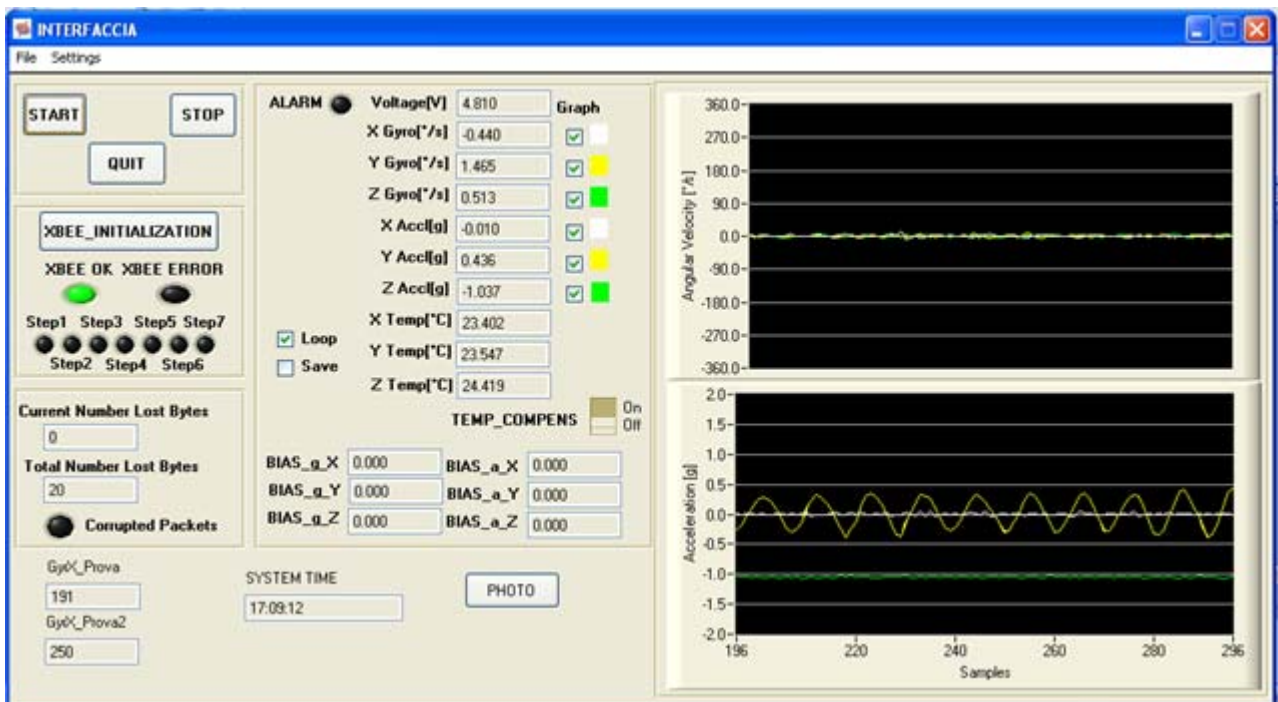 INTERFACCIA
File Settings
START STOP
QUIT
XBEE_INITIALIZATION
XBEE OK XBEE ERROR
Step1 Step3 Step5 Step7
Step2 Step4 Step6
Current Number Lost Bytes
0
Total Number Lost Bytes
20
Corrupted Packets
GyrX_Prova
191
GyrX_Prova2
250
ALARM Voltage[V] 4.810 Graph
X Gyro[°/s] -0.440
Y Gyro[°/s] 1.465
Z Gyro[°/s] 0.513
X Accl[g] -0.010
Y Accl[g] 0.436
Z Accl[g] -1.037
X Temp[°C] 23.402
Loop
Y Temp[°C] 23.547
Save
Z Temp[°C] 24.419
TEMP_COMPENS On
Off
BIAS_g_X 0.000 BIAS_a_X 0.000
BIAS_g_Y 0.000 BIAS_a_Y 0.000
BIAS_g_Z 0.000 BIAS_a_Z 0.000
SYSTEM TIME
17:09:12
PHOTO
Angular Velocity [°/s]
360.0
270.0
180.0
90.0
0.0
-90.0
-180.0
-270.0
-360.0
Acceleration [g]
2.0
1.5
1.0
0.5
0.0
-0.5
-1.0
-1.5
-2.0
196 220 240 260 280 296
Samples